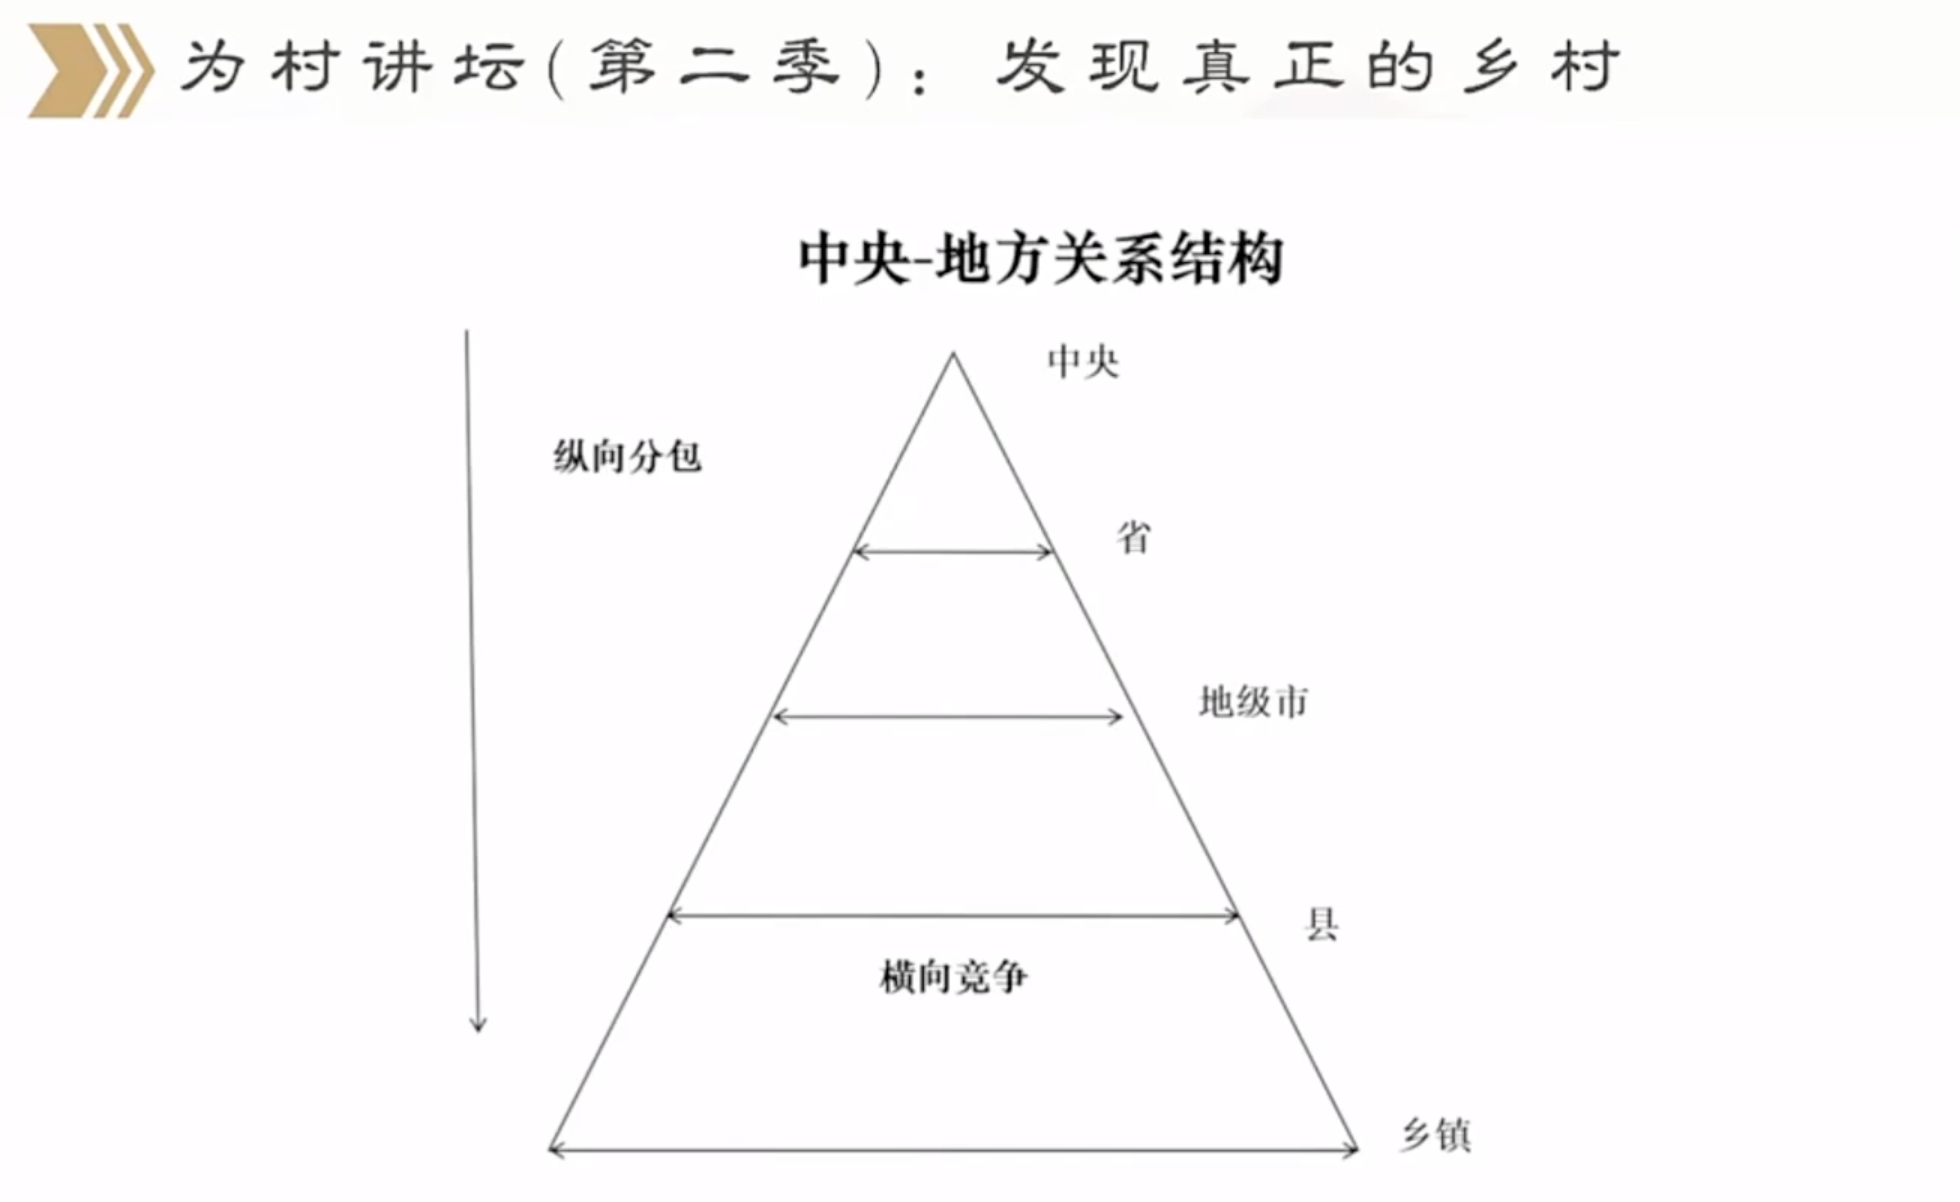 为村讲坛(第二季)：发现真正的乡村
中央-地方关系结构
中央
纵向分包
省
地级市
县
横向竞争
乡镇